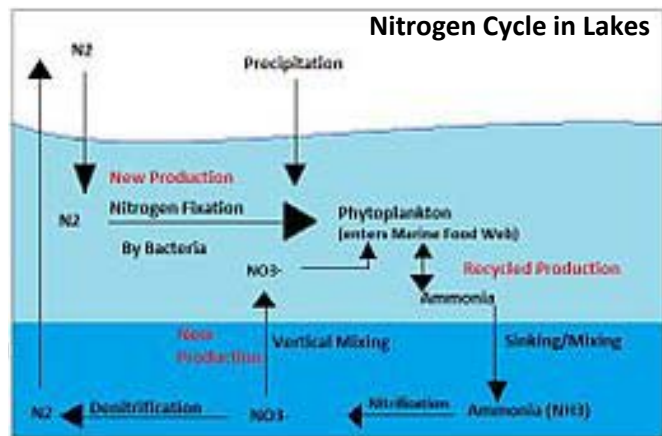 Nitrogen Cycle in Lakes
N2
Precipitation
New Production
N2
Nitrogen Fixation
Phytoplankton
(enters Marine Food Web)
By Bacteria
NO3-
Recycled Production
Ammonia
New
Production
Vertical Mixing
Sinking/Mixing
N2
Denitrification
NO3
Nitrification
Ammonia (NH3)